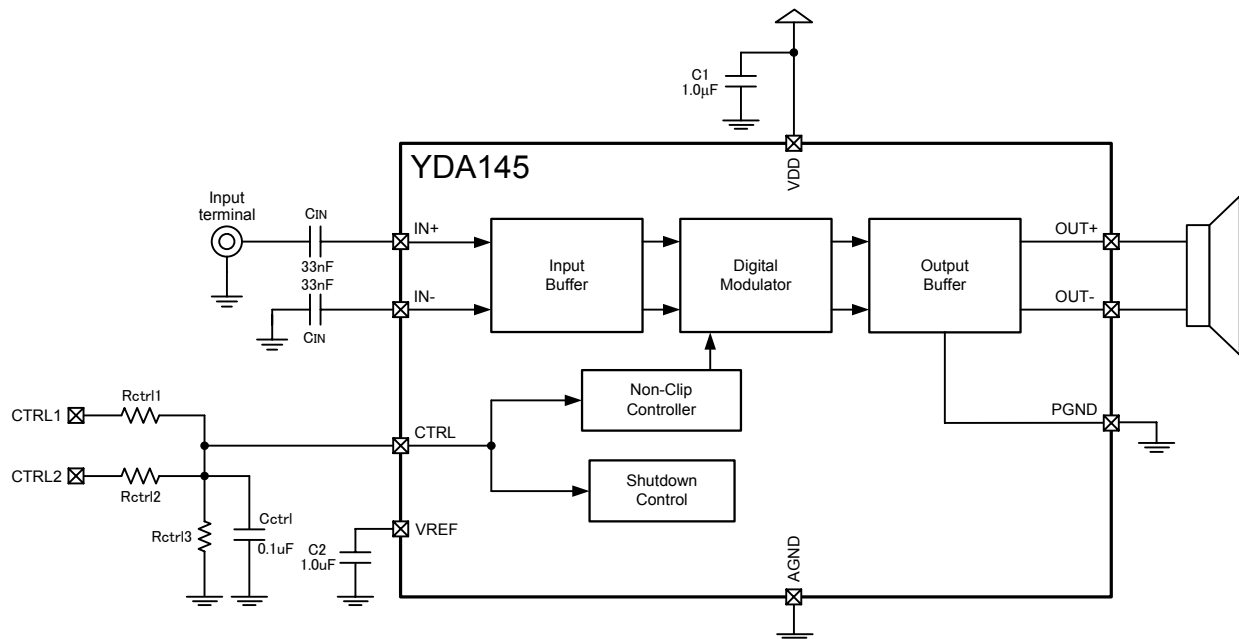 C1
1.0μF
VDD
YDA145
Input
terminal
CIN
33nF
33nF
CIN
IN+
IN-
Input
Buffer
Digital
Modulator
Output
Buffer
OUT+
OUT-
Non-Clip
Controller
PGND
CTRL1
Rctrl1
CTRL
CTRL2
Rctrl2
Shutdown
Control
Rctrl3
Cctrl
0.1uF
C2
1.0uF
VREF
AGND